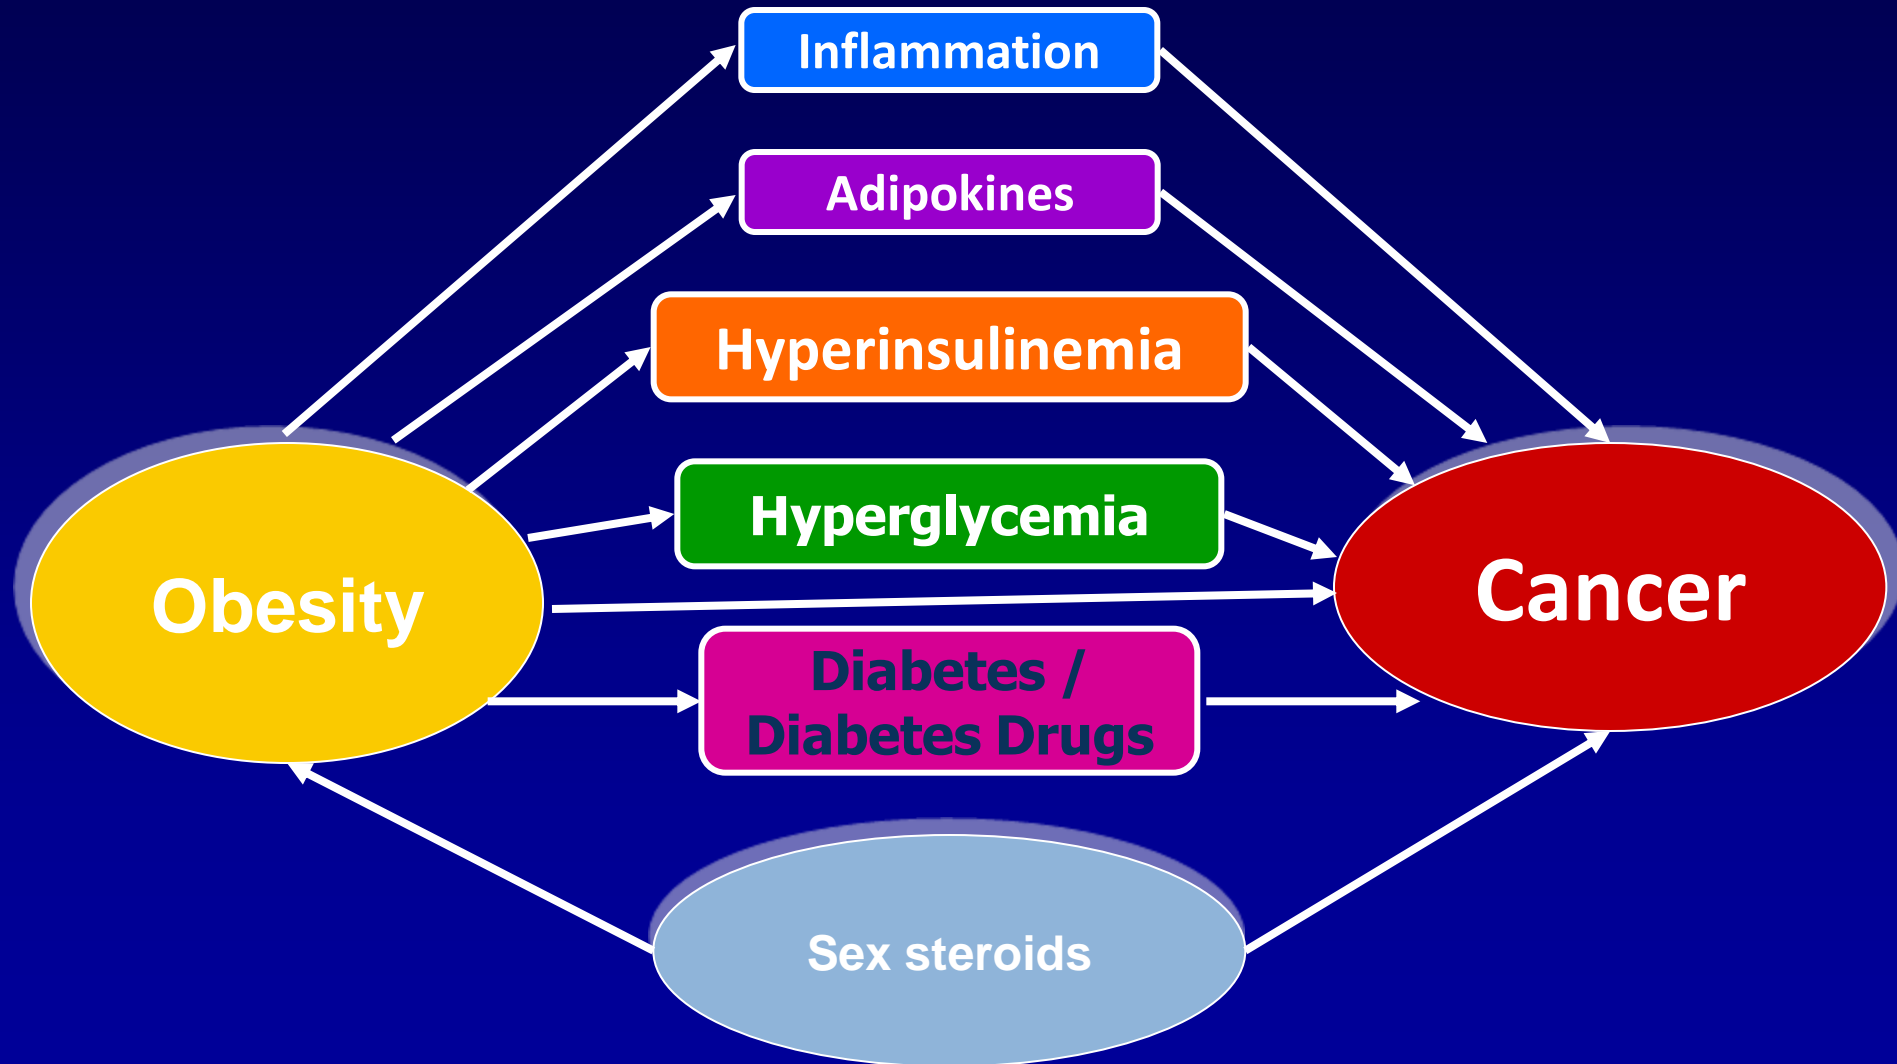 Inflammation
Adipokines
Hyperinsulinemia
Hyperglycemia
Obesity
Cancer
Diabetes /
Diabetes Drugs
Sex steroids